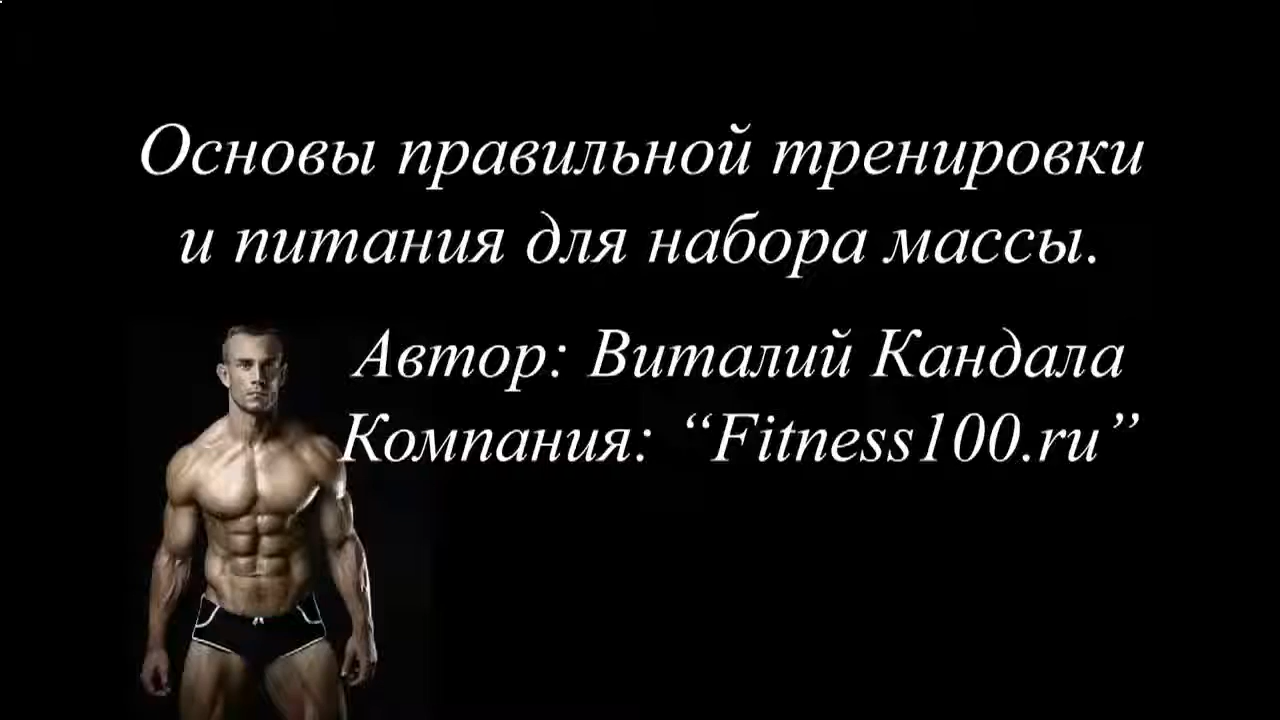 Основы правильной тренировки
и питания для набора массы.
Автор: Виталий Кандала
Компания: “Fitness100.ru”